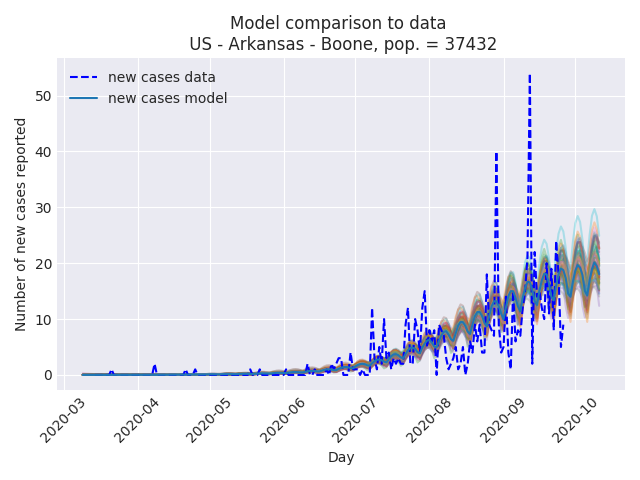 Model comparison to data
US - Arkansas - Boone, pop. = 37432
new cases data
new cases model
Number of new cases reported
50
40
30
20
10
0
2020-03
2020-04
2020-05
2020-06
2020-07
2020-08
2020-09
2020-10
Day